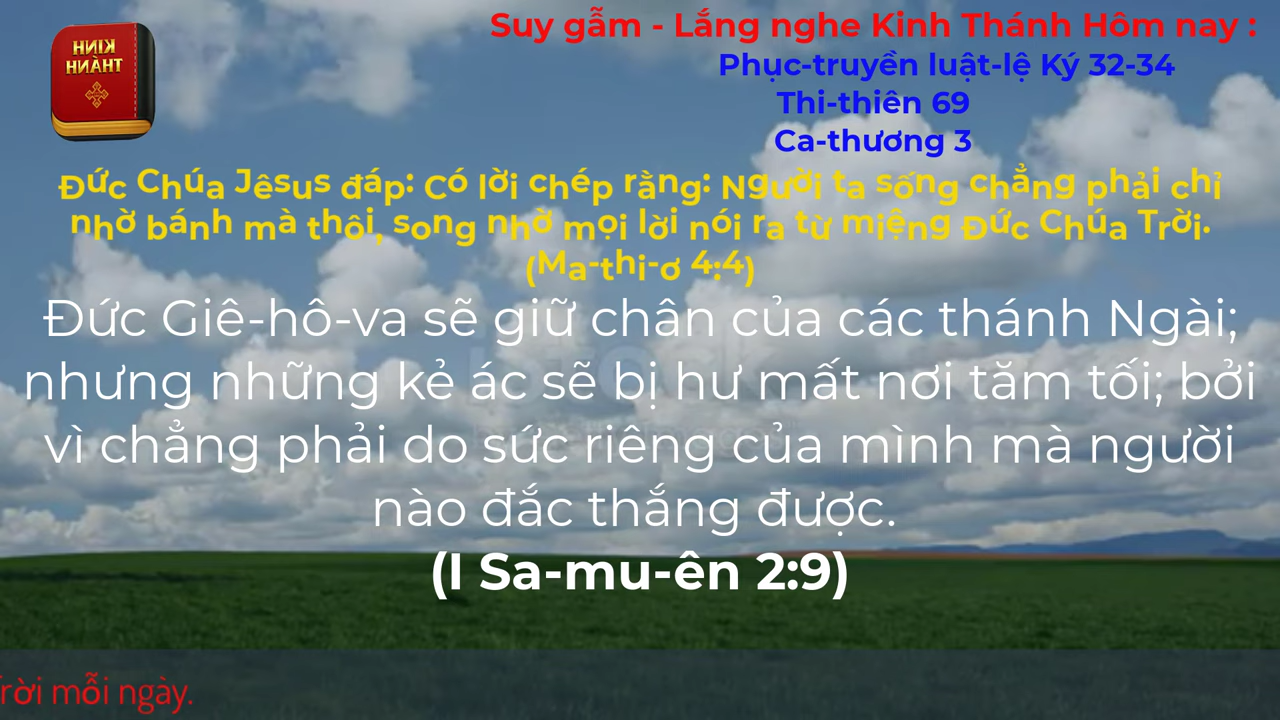 Suy gẫm - Lắng nghe Kinh Thánh Hôm nay :
KINH
THÁNH
Phục-truyền luật-lệ Ký 32-34
Thi-thiên 69
Ca-thương 3
Đức Chúa Jêsus đáp: Có lời chép rằng: Người ta sống chẳng phải chỉ
nhờ bánh mà thôi, song nhờ mọi lời nói ra từ miệng Đức Chúa Trời.
(Ma-thi-ơ 4:4)
Đức Giê-hô-va sẽ giữ chân của các thánh Ngài;
nhưng những kẻ ác sẽ bị hư mất nơi tăm tối; bởi
vì chẳng phải do sức riêng của mình mà người
nào đắc thắng được.
(I Sa-mu-ên 2:9)
rời mỗi ngày.